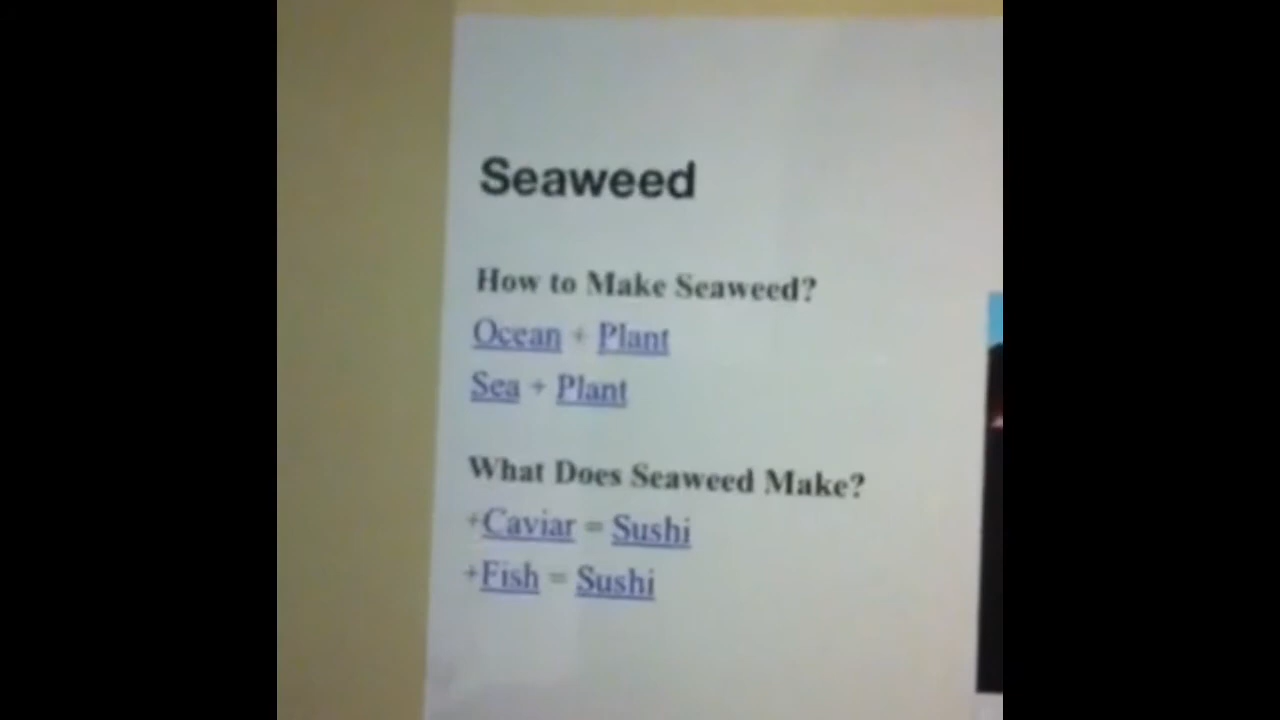 Seaweed
How to Make Seaweed?
Ocean + Plant
Sea + Plant
What Does Seaweed Make?
+Caviar = Sushi
+Fish = Sushi